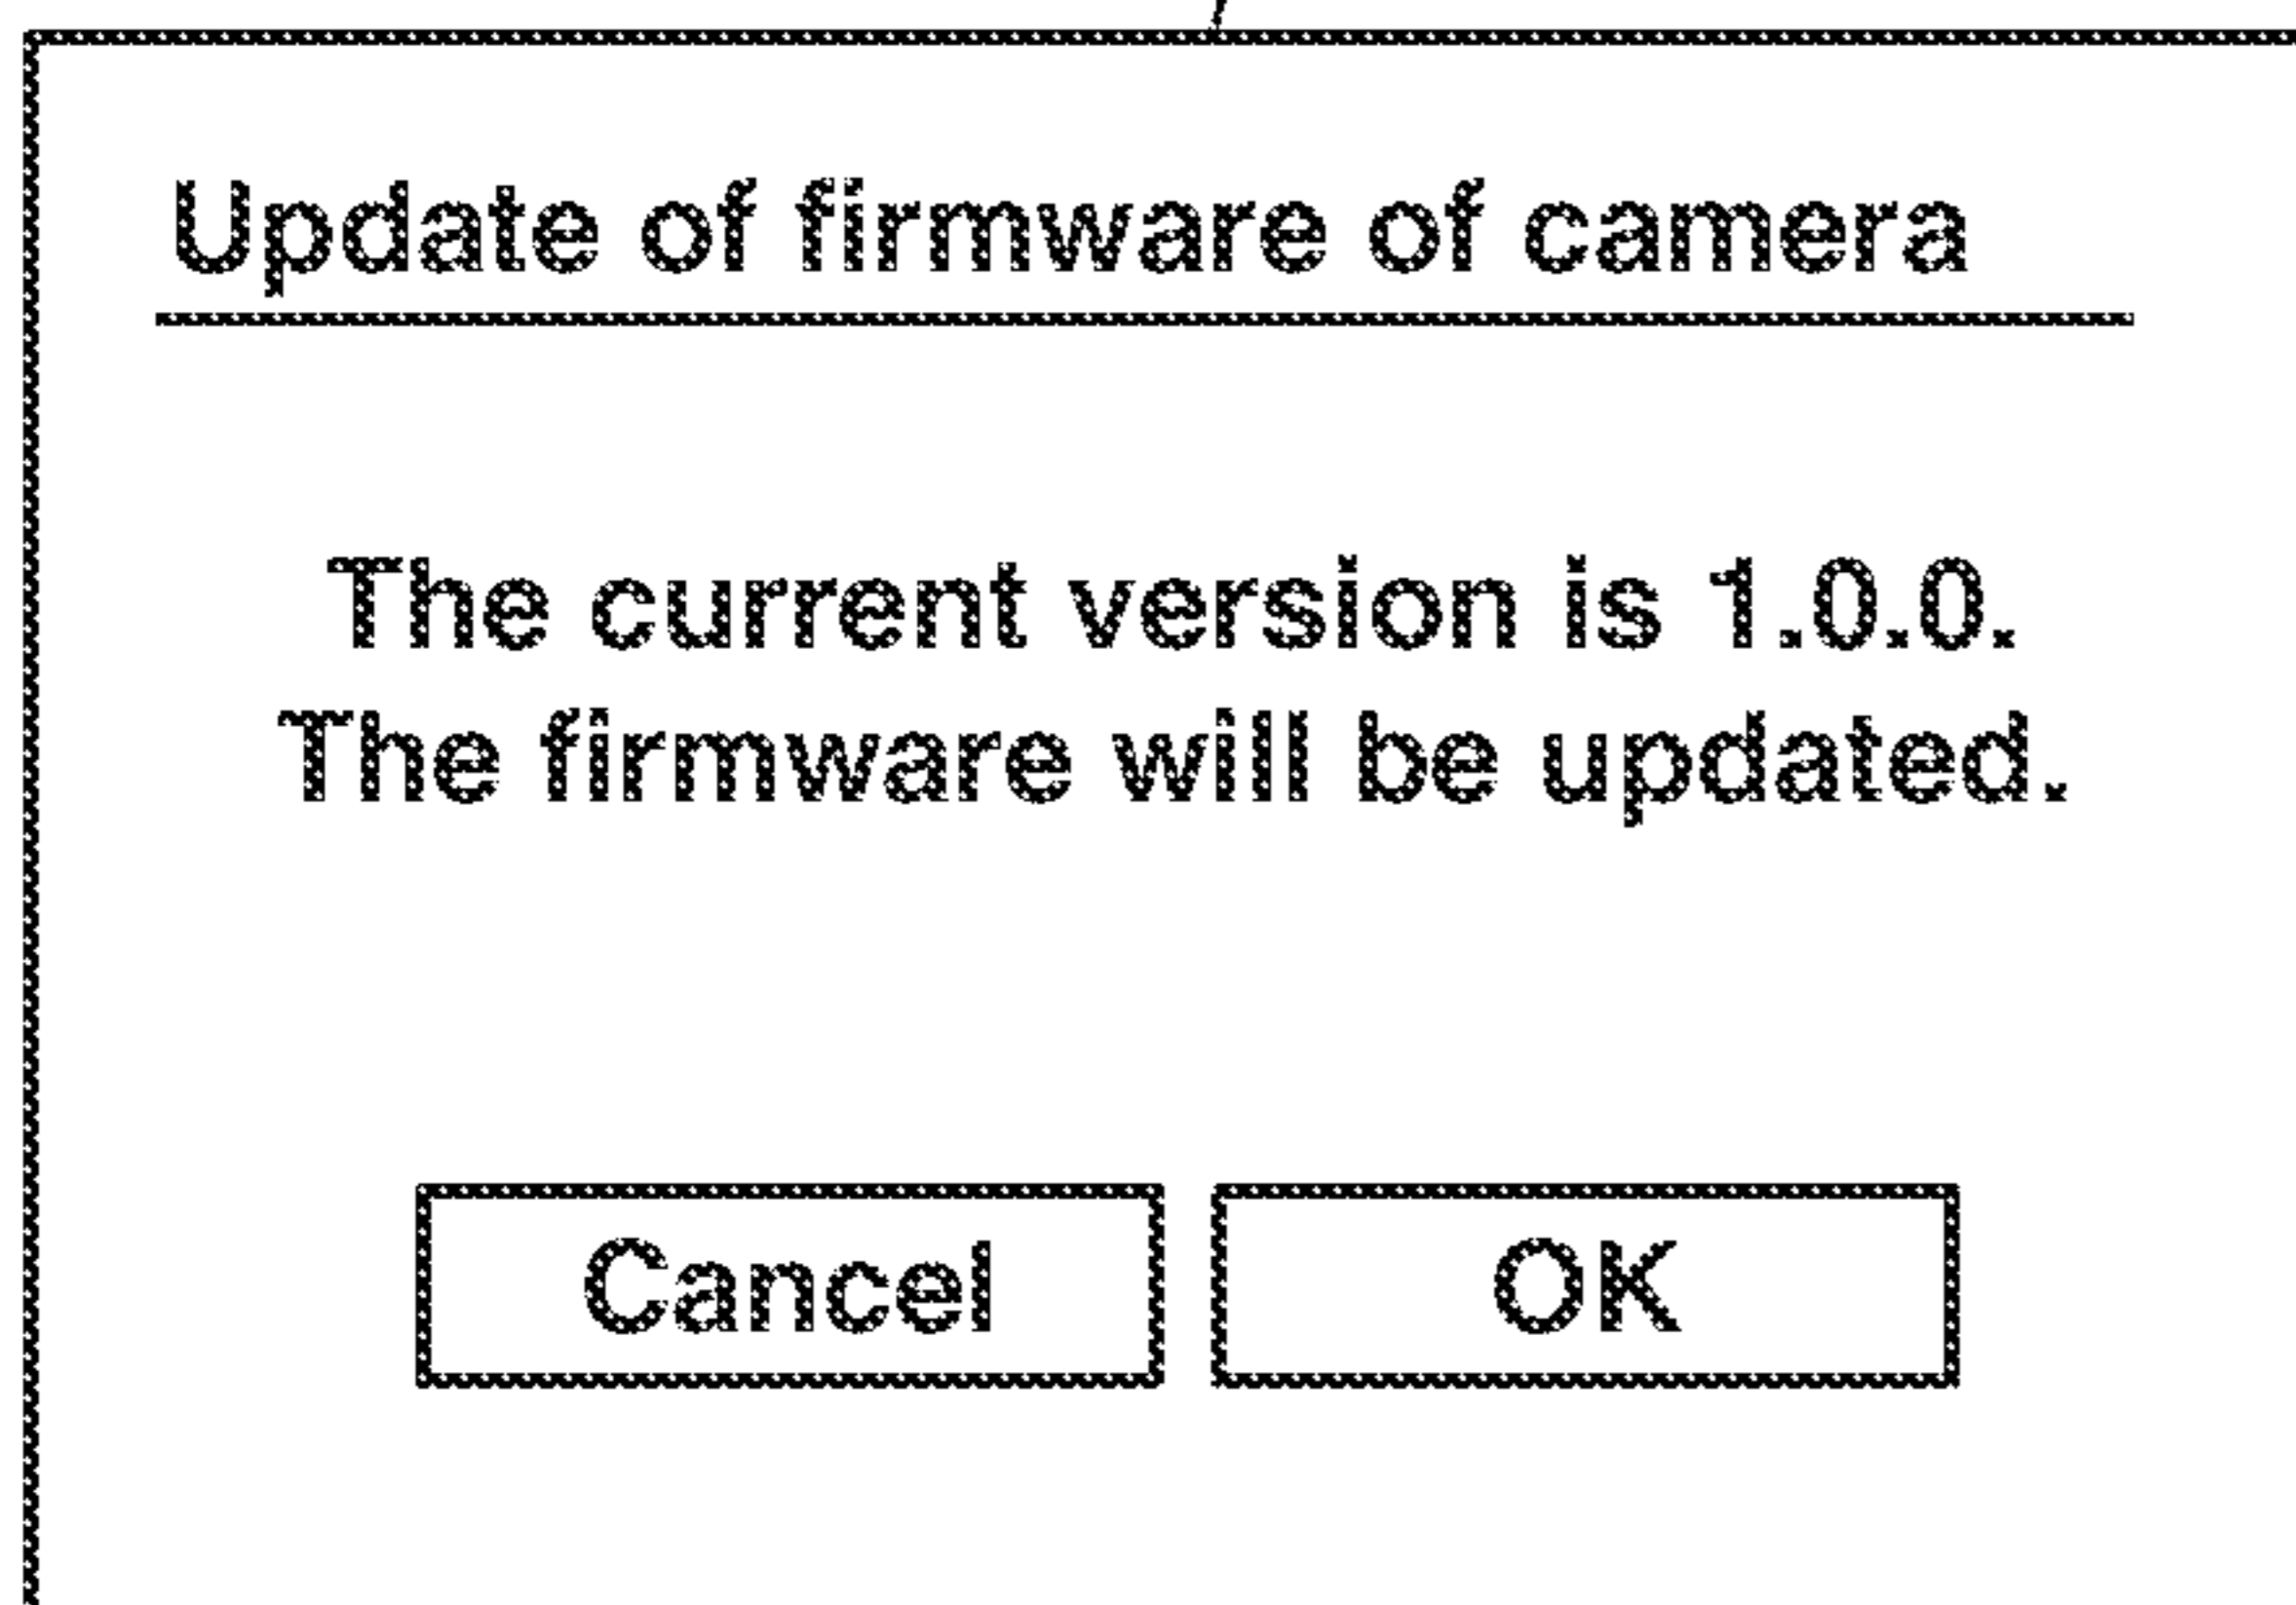 Update of firmware of camera
The current version is 1.0.0.
The firmware will be updated.
Cancel
OK